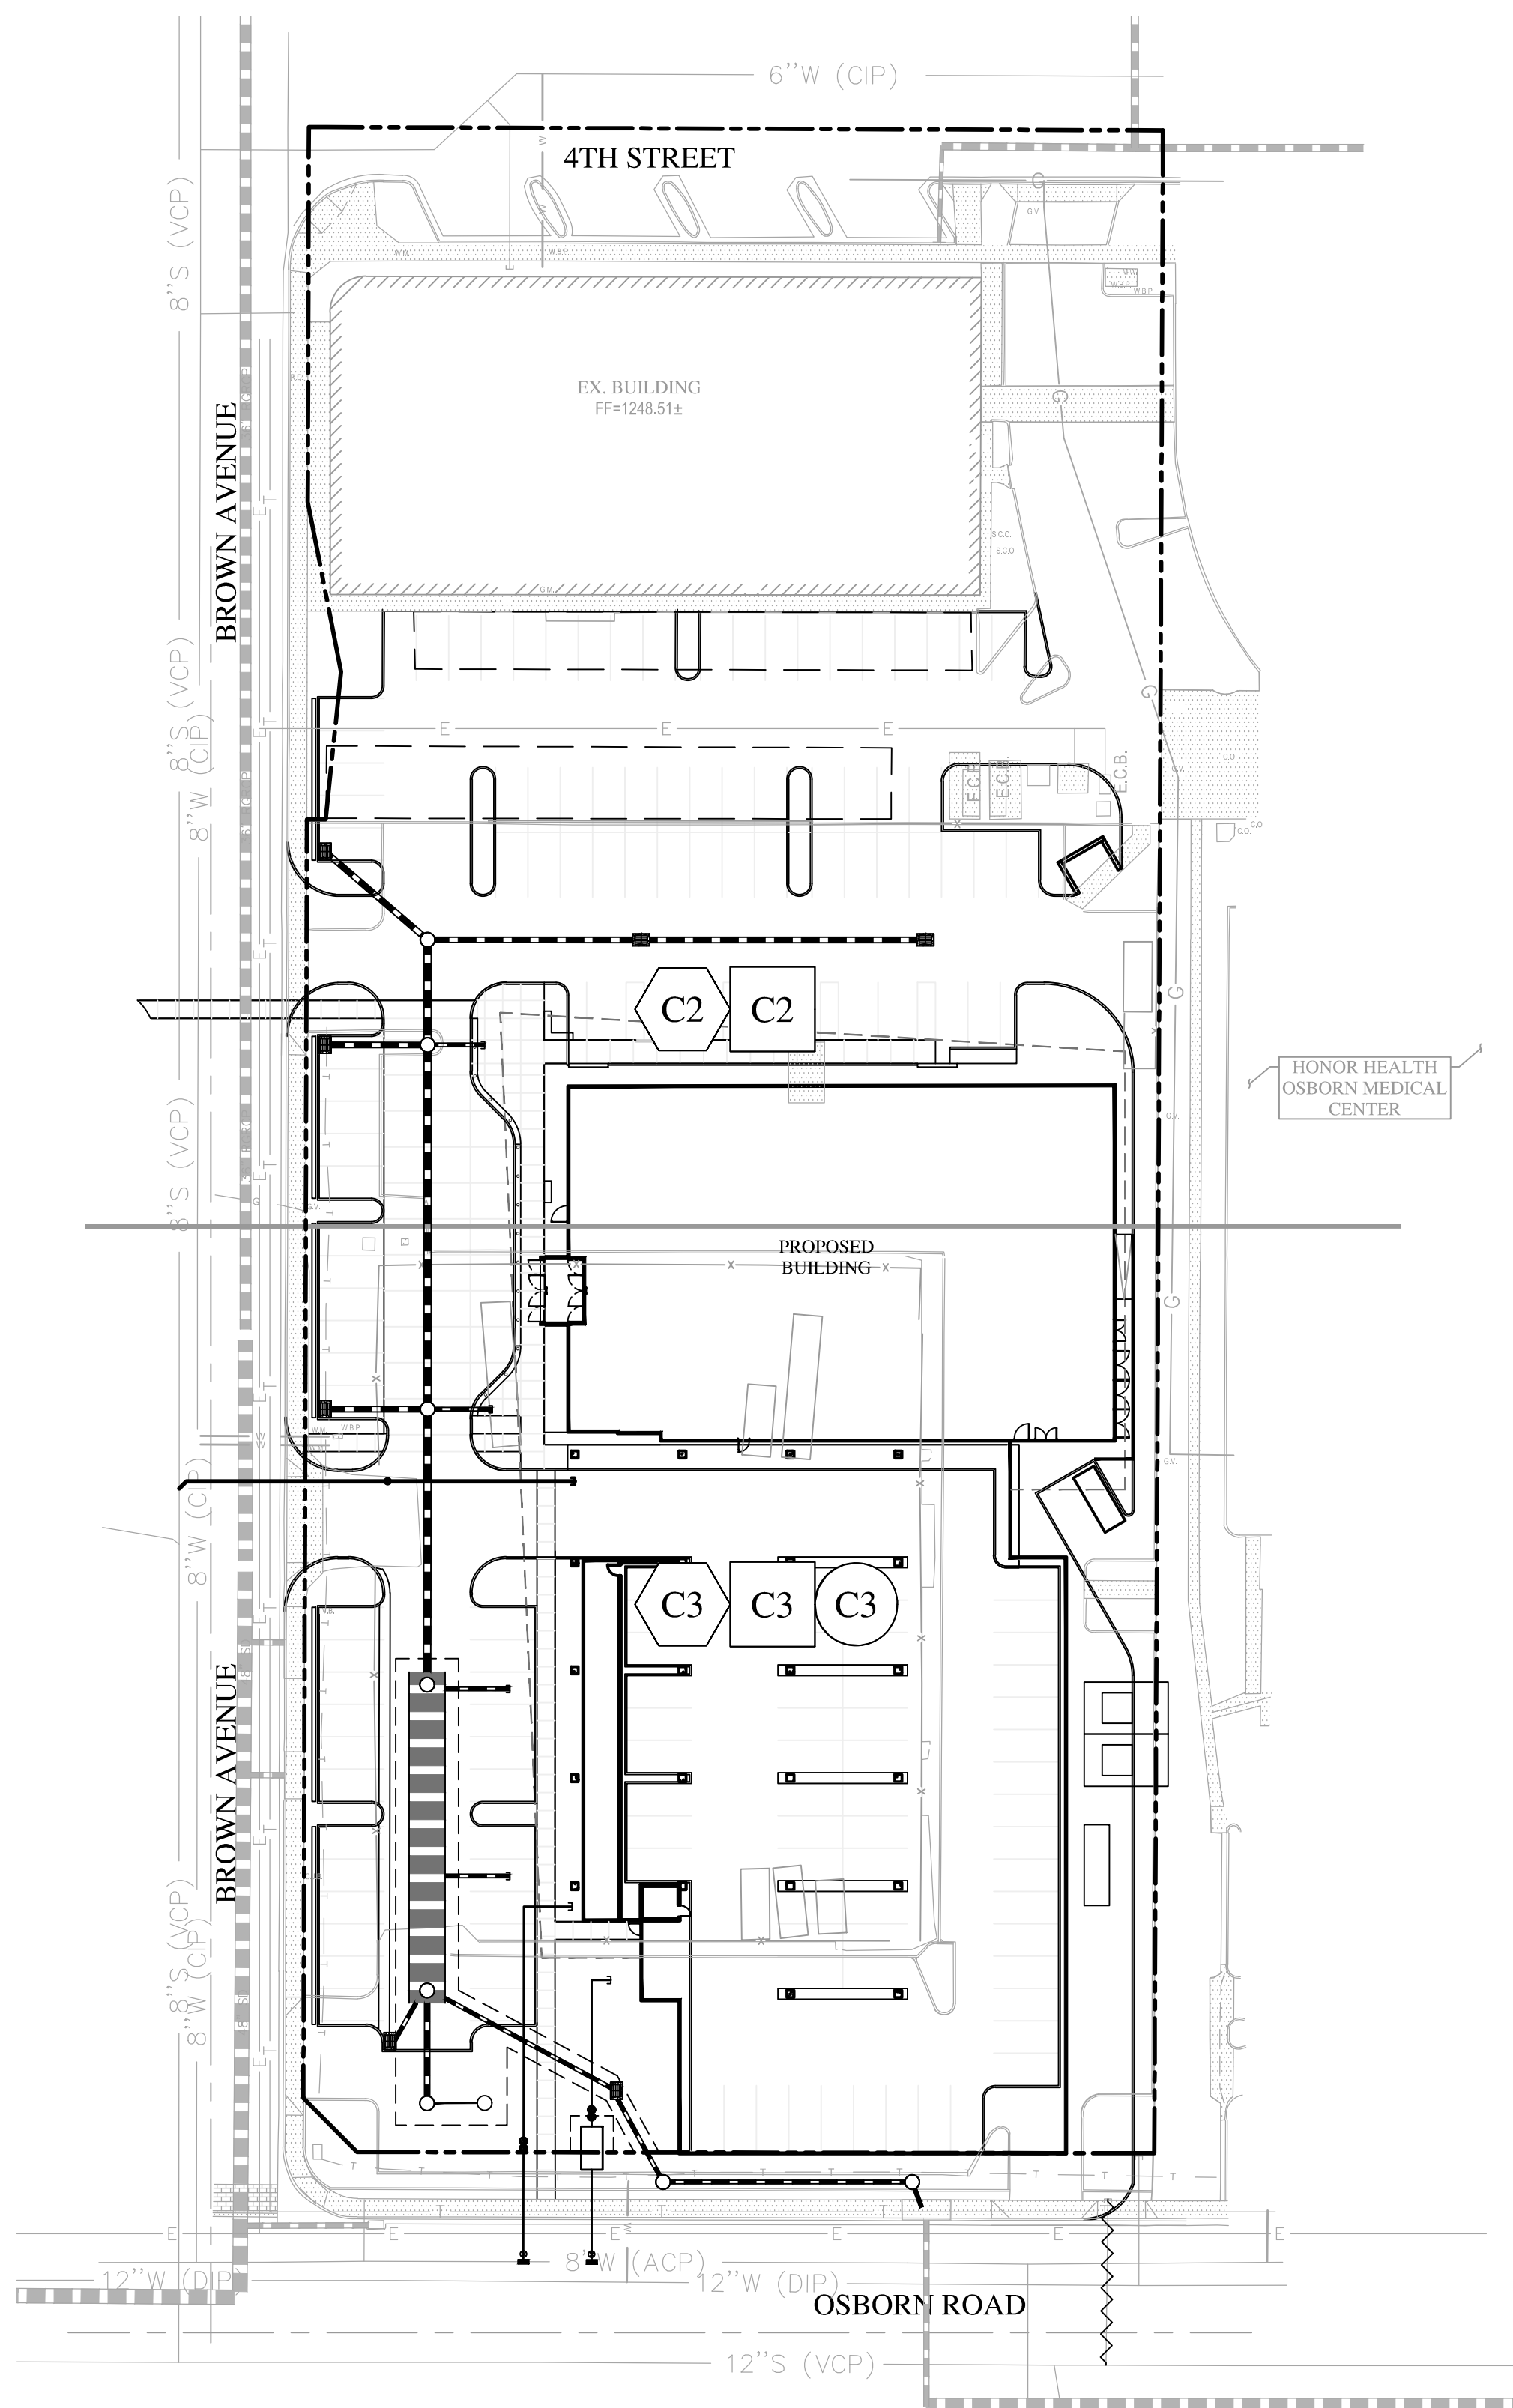 6''W (CIP)
4TH STREET
W
W
G
G.V.
8''S (VCP)
W.M.
W.B.P.
M.W.
W.B.P.
W.B.P.
EX. BUILDING
FF=1248.51±
G
BROWN AVENUE
E
T
S.C.O.
S.C.O.
G.M.
8''S (VCP)
8''W (CIP)
G
E
E
E
E
T
E.C.B.
E.C.B.
E.C.B.
G.V.
C.O.
X
C.O.
C.O.
E
T
C2
C2
G
HONOR HEALTH
OSBORN MEDICAL
CENTER
8''S (VCP)
G.V.
E
T
G
G.V.
PROPOSED
BUILDING
X
X
X
X
G
X
E
T
W.M.
W.B.P.
W
W
G.V.
8''W (CIP)
X
E
T
C3
C3
C3
X
X
BROWN AVENUE
X
X
E
T
8''S (VCP)
8''W (CIP)
X
X
E
T
T
T
T
T
T
T
T
T
T
T
T
E
E
W
E
E
E
E
8''W (ACP)
12''W (DIP)
12''W (DIP)
OSBORN ROAD
12''S (VCP)